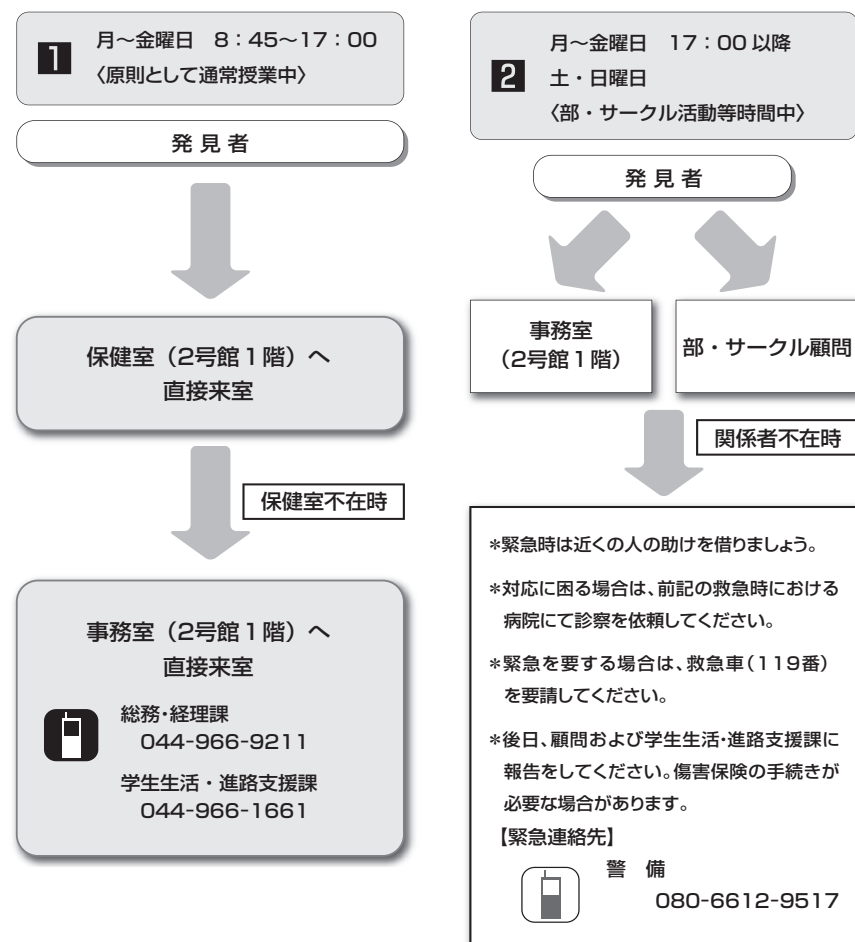 1
月～金曜日　8：45～17：00
〈原則として通常授業中〉
発 見 者
保健室（2号館1階）へ
直接来室
保健室不在時
事務室（2号館1階）へ
直接来室
総務・経理課
044-966-9211
学生生活・進路支援課
044-966-1661
2
月～金曜日　17：00 以降
土・日曜日
〈部・サークル活動等時間中〉
発 見 者
事務室
（2号館1階）
部・サークル顧問
関係者不在時
＊緊急時は近くの人の助けを借りましょう。
＊対応に困る場合は、前記の救急時における
病院にて診察を依頼してください。
＊緊急を要する場合は、救急車（119番）
を要請してください。
＊後日、顧問および学生生活・進路支援課に
報告をしてください。傷害保険の手続きが
必要な場合があります。
【緊急連絡先】
警　備
080-6612-9517